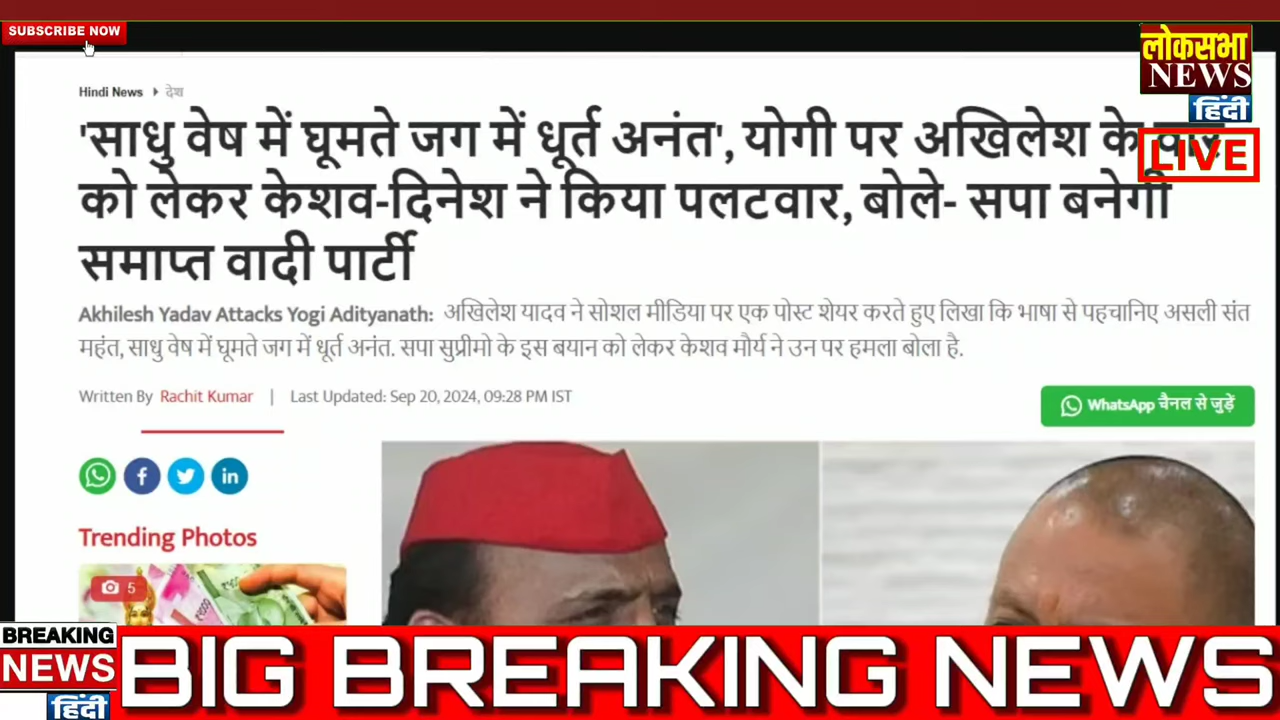 SUBSCRIBE NOW
लोकसभा
NEWS
हिंदी
LIVE
Hindi News देश
'साधु वेष में घूमते जग में धूर्त अनंत', योगी पर अखिलेश के वार
को लेकर केशव-दिनेश ने किया पलटवार, बोले- सपा बनेगी
समाप्त वादी पार्टी
Akhilesh Yadav Attacks Yogi Adityanath: अखिलेश यादव ने सोशल मीडिया पर एक पोस्ट शेयर करते हुए लिखा कि भाषा से पहचानिए असली संत
महंत, साधु वेष में घूमते जग में धूर्त अनंत. सपा सुप्रीमो के इस बयान को लेकर केशव मौर्य ने उन पर हमला बोला है.
Written By Rachit Kumar | Last Updated: Sep 20, 2024, 09:28 PM IST
WhatsApp चैनल से जुड़ें
Trending Photos
5
BREAKING
NEWS
हिंदी
BIG BREAKING NEWS